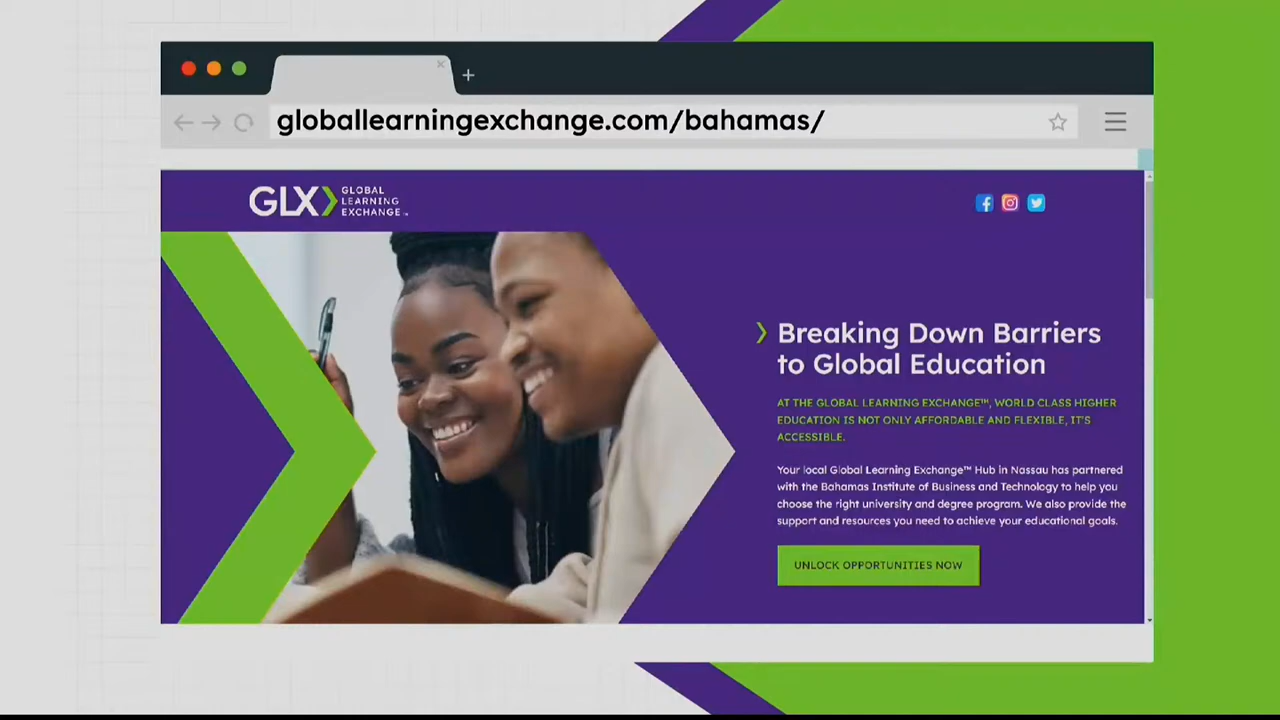 globallearningexchange.com/bahamas/
GLX
GLOBAL
LEARNING
EXCHANGE™
Breaking Down Barriers
to Global Education
AT THE GLOBAL LEARNING EXCHANGE™, WORLD CLASS HIGHER
EDUCATION IS NOT ONLY AFFORDABLE AND FLEXIBLE, IT'S
ACCESSIBLE.
Your local Global Learning Exchange™ Hub in Nassau has partnered
with the Bahamas Institute of Business and Technology to help you
choose the right university and degree program. We also provide the
support and resources you need to achieve your educational goals.
UNLOCK OPPORTUNITIES NOW